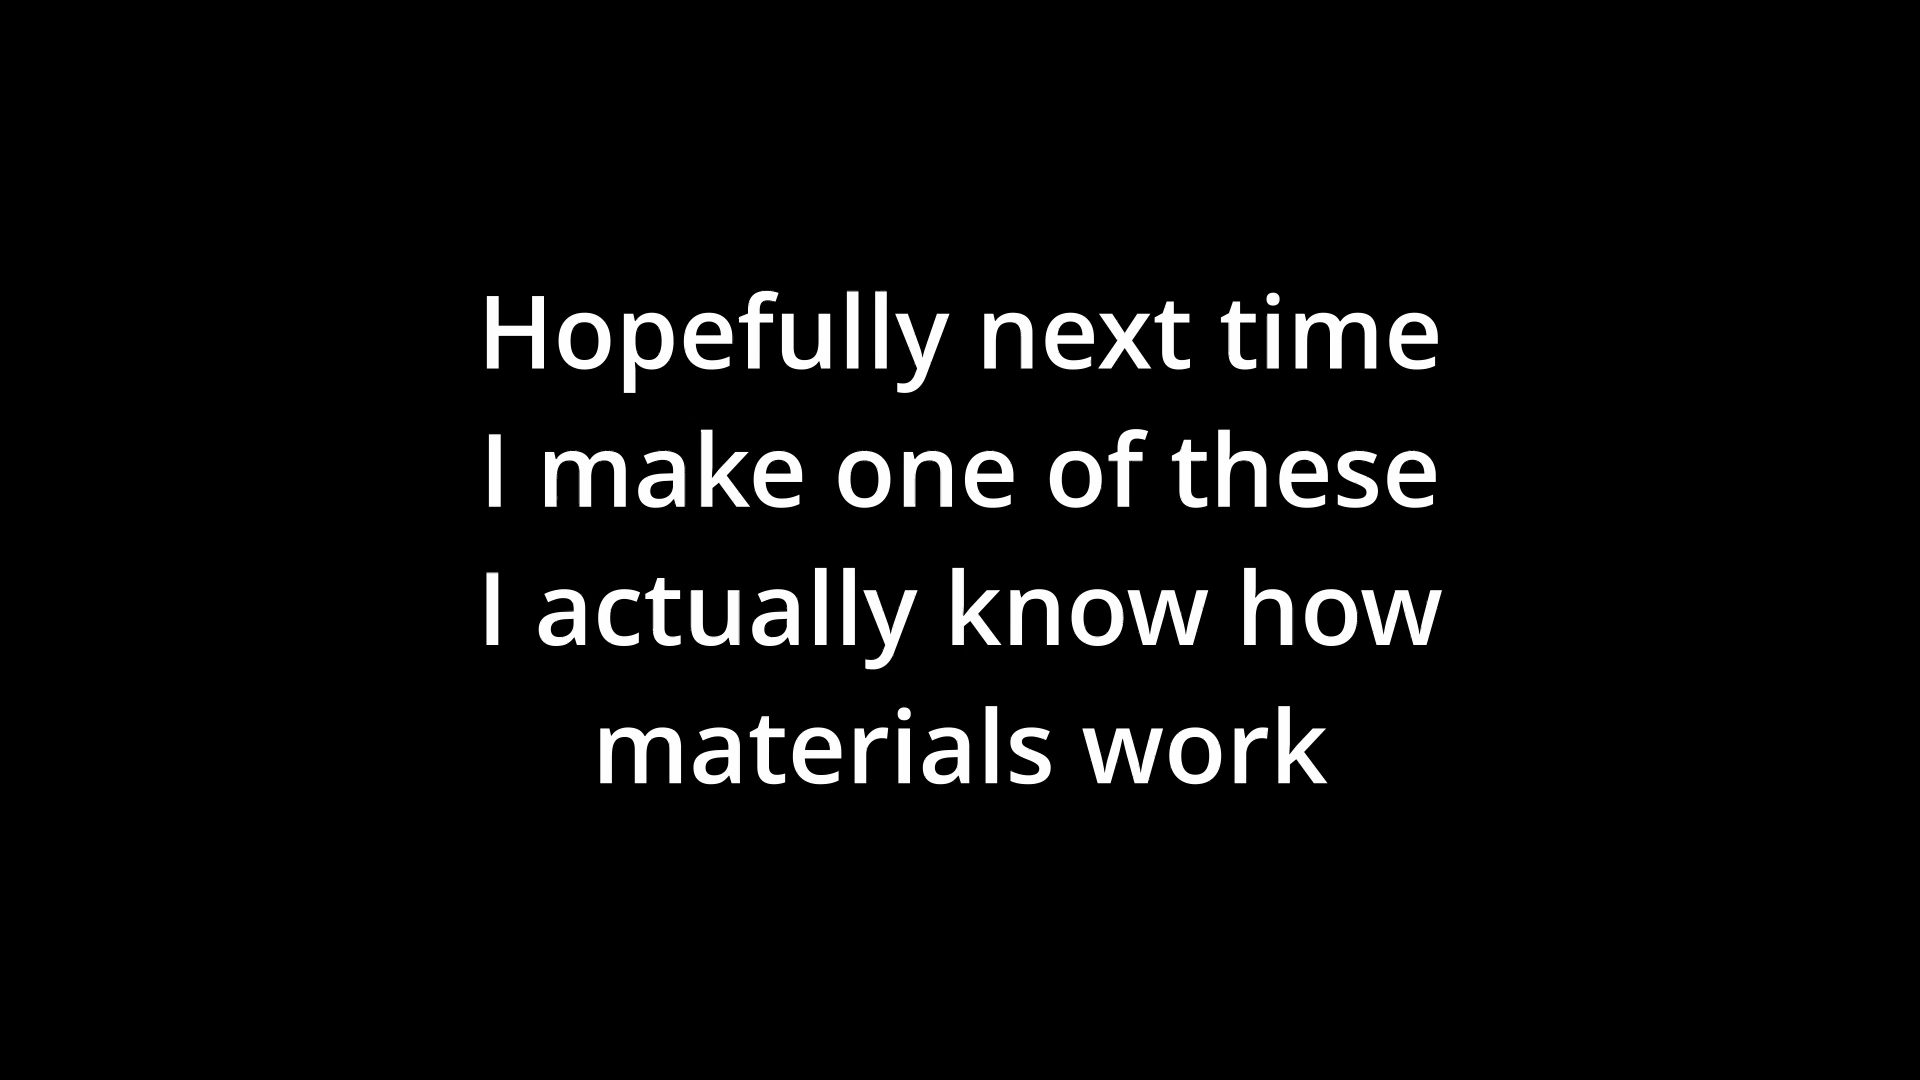 Hopefully next time
I make one of these
I actually know how
materials work